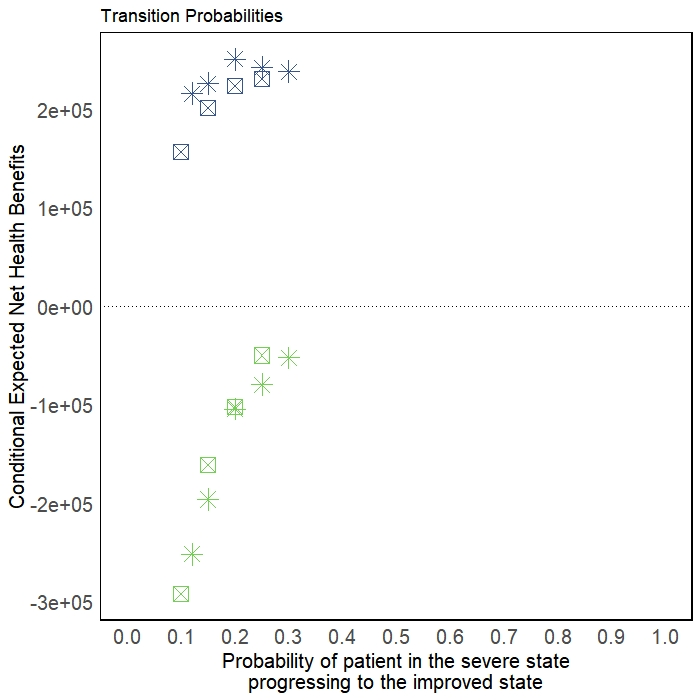 Transition Probabilities
Conditional Expected Net Health Benefits
2e+05
1e+05
0e+00
-1e+05
-2e+05
-3e+05
0.0 0.1 0.2 0.3 0.4 0.5 0.6 0.7 0.8 0.9 1.0
Probability of patient in the severe state
progressing to the improved state